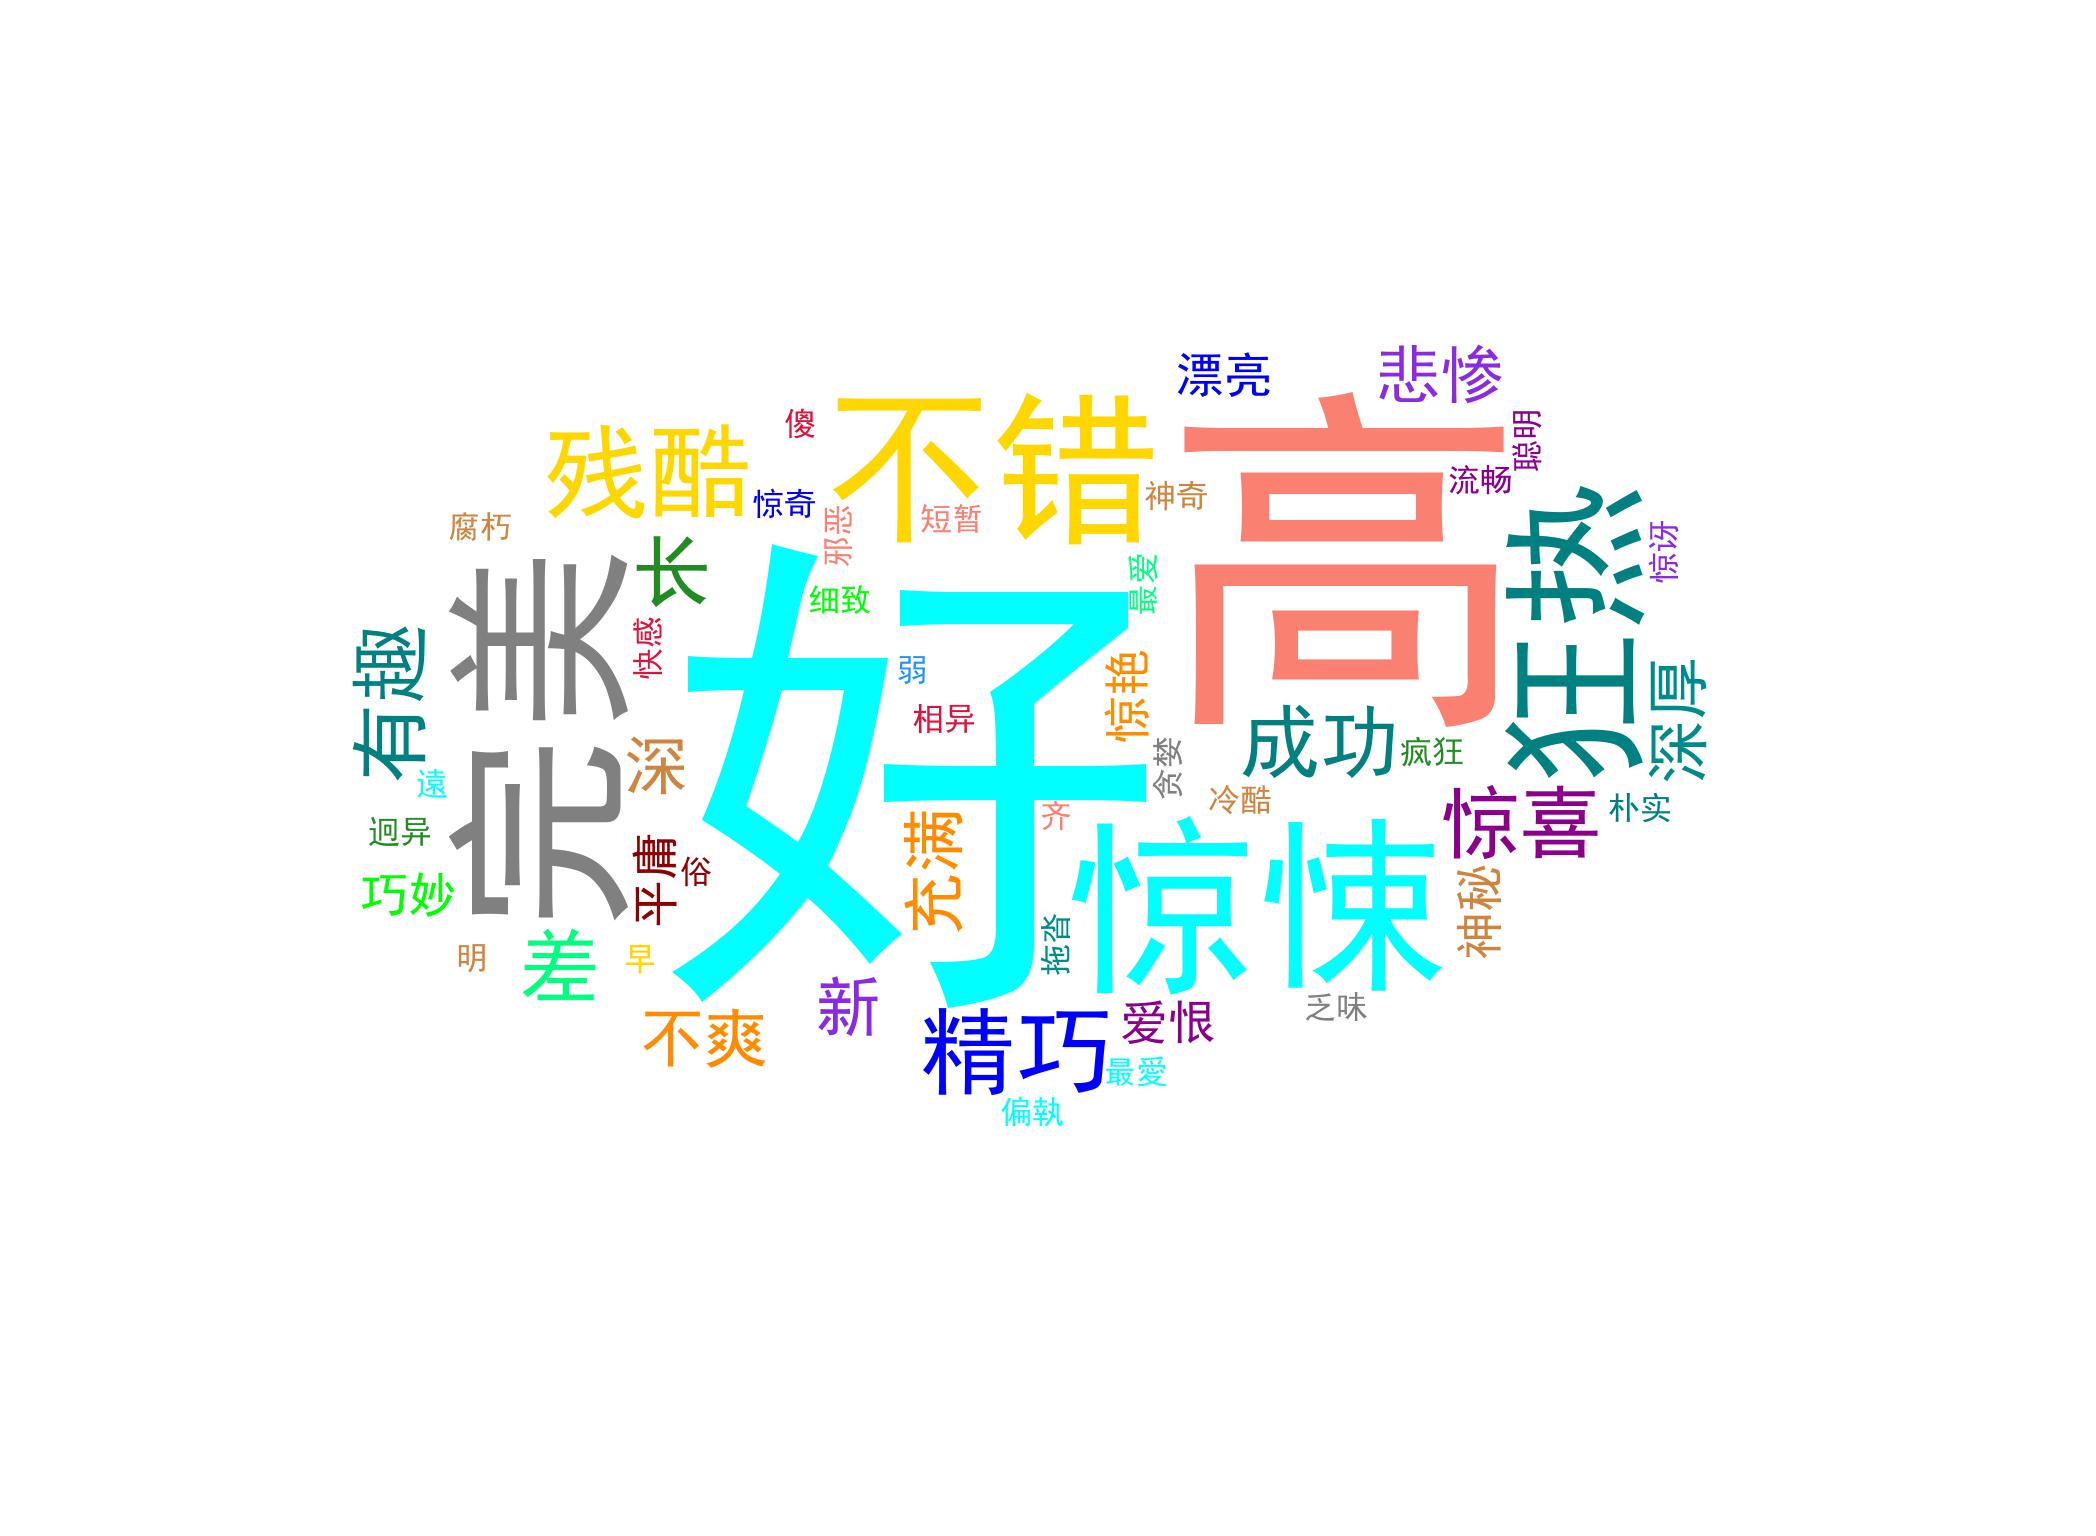 漂亮
悲惨
高
不错
傻
聪明
残酷
流畅
神奇
惊奇
狂热
短暂
腐朽
邪恶
惊讶
长
最爱
好
细致
完美
有趣
快感
弱
惊艳
深厚
相异
成功
深
疯狂
贪婪
遠
冷酷
朴实
齐
惊喜
迥异
充满
平庸
俗
巧妙
惊悚
神秘
拖沓
明
差
早
新
乏味
不爽
精巧
爱恨
最愛
偏執